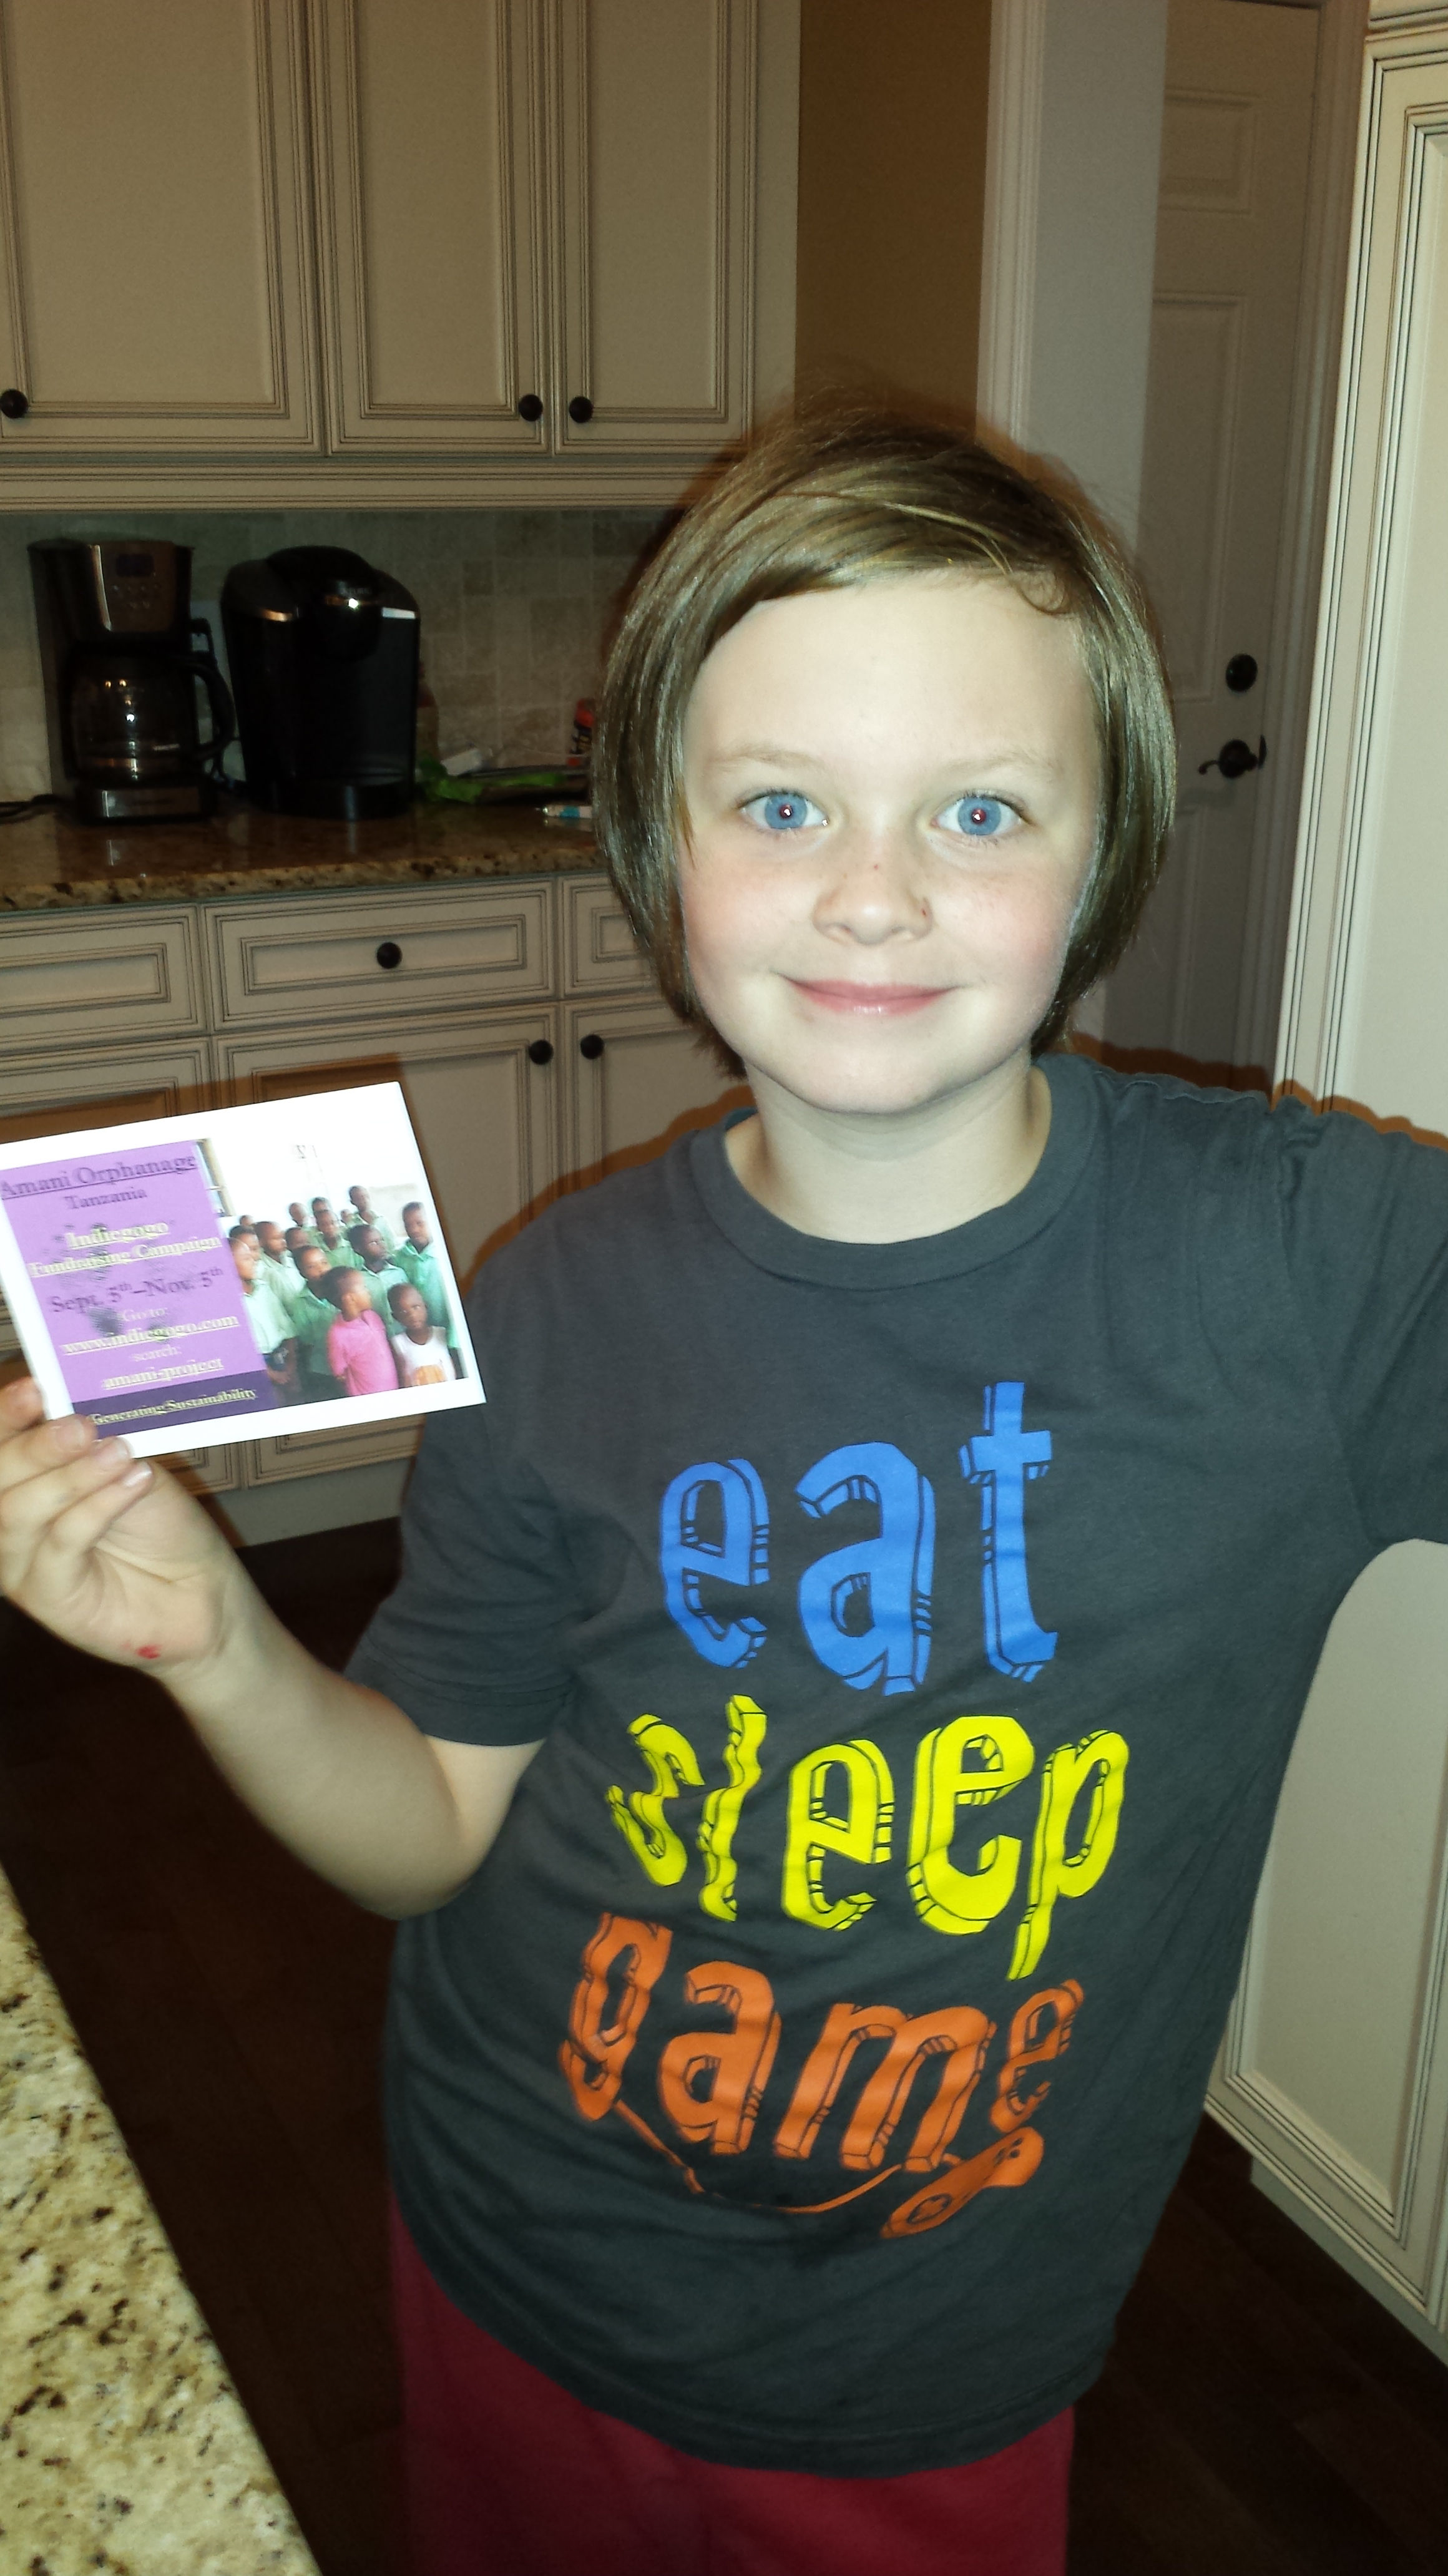 Amani Orphanage
Tanzania
Indiegogo
Fundraising Campaign
Sept. 5th–Nov. 5th
Go to:
www.indiegogo.com
search:
amani-project
Generating Sustainability
eat
sleep
game